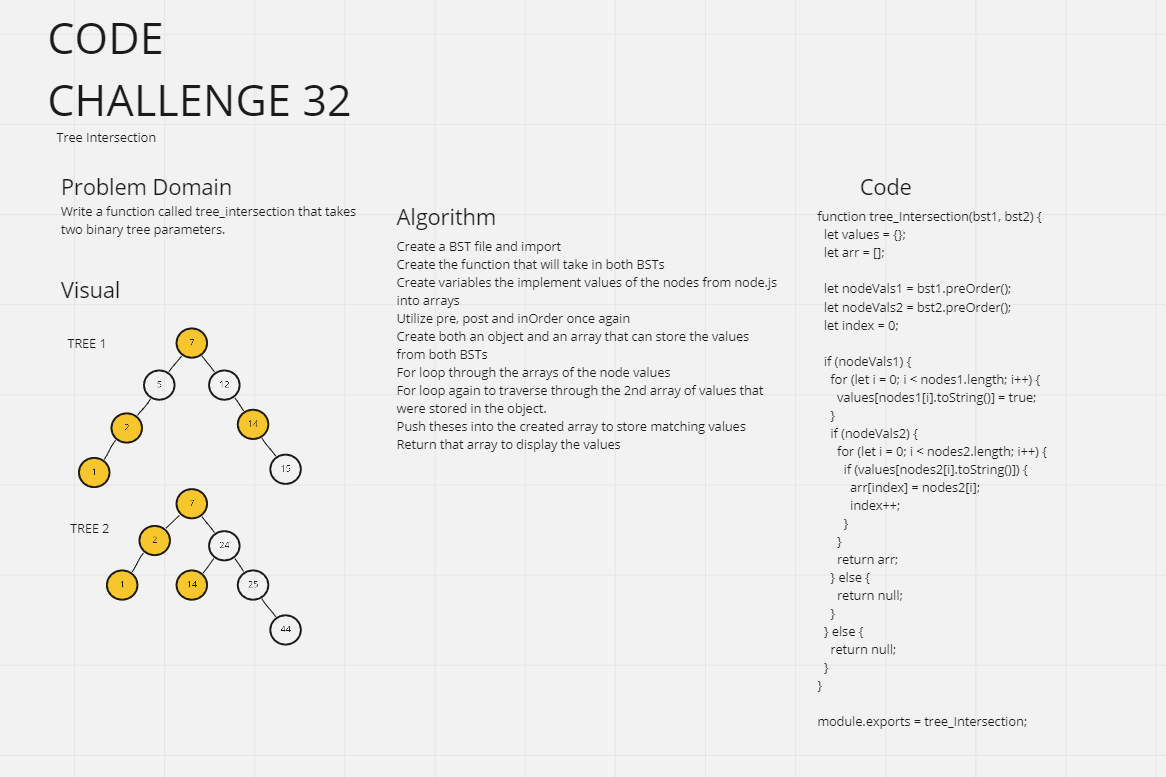 CODE
CHALLENGE 32
Tree Intersection
Problem Domain
Write a function called tree_intersection that takes
two binary tree parameters.
Visual
TREE 1
7
5
12
2
14
1
15
TREE 2
7
2
24
1
14
25
44
Algorithm
Create a BST file and import
Create the function that will take in both BSTs
Create variables the implement values of the nodes from node.js
into arrays
Utilize pre, post and inOrder once again
Create both an object and an array that can store the values
from both BSTs
For loop through the arrays of the node values
For loop again to traverse through the 2nd array of values that
were stored in the object.
Push theses into the created array to store matching values
Return that array to display the values
Code
function tree_Intersection(bst1, bst2) {
let values = {};
let arr = [];
let nodeVals1 = bst1.preOrder();
let nodeVals2 = bst2.preOrder();
let index = 0;
if (nodeVals1) {
for (let i = 0; i < nodes1.length; i++) {
values[nodes1[i].toString()] = true;
}
if (nodeVals2) {
for (let i = 0; i < nodes2.length; i++) {
if (values[nodes2[i].toString()]) {
arr[index] = nodes2[i];
index++;
}
}
return arr;
} else {
return null;
}
} else {
return null;
}
}
module.exports = tree_Intersection;